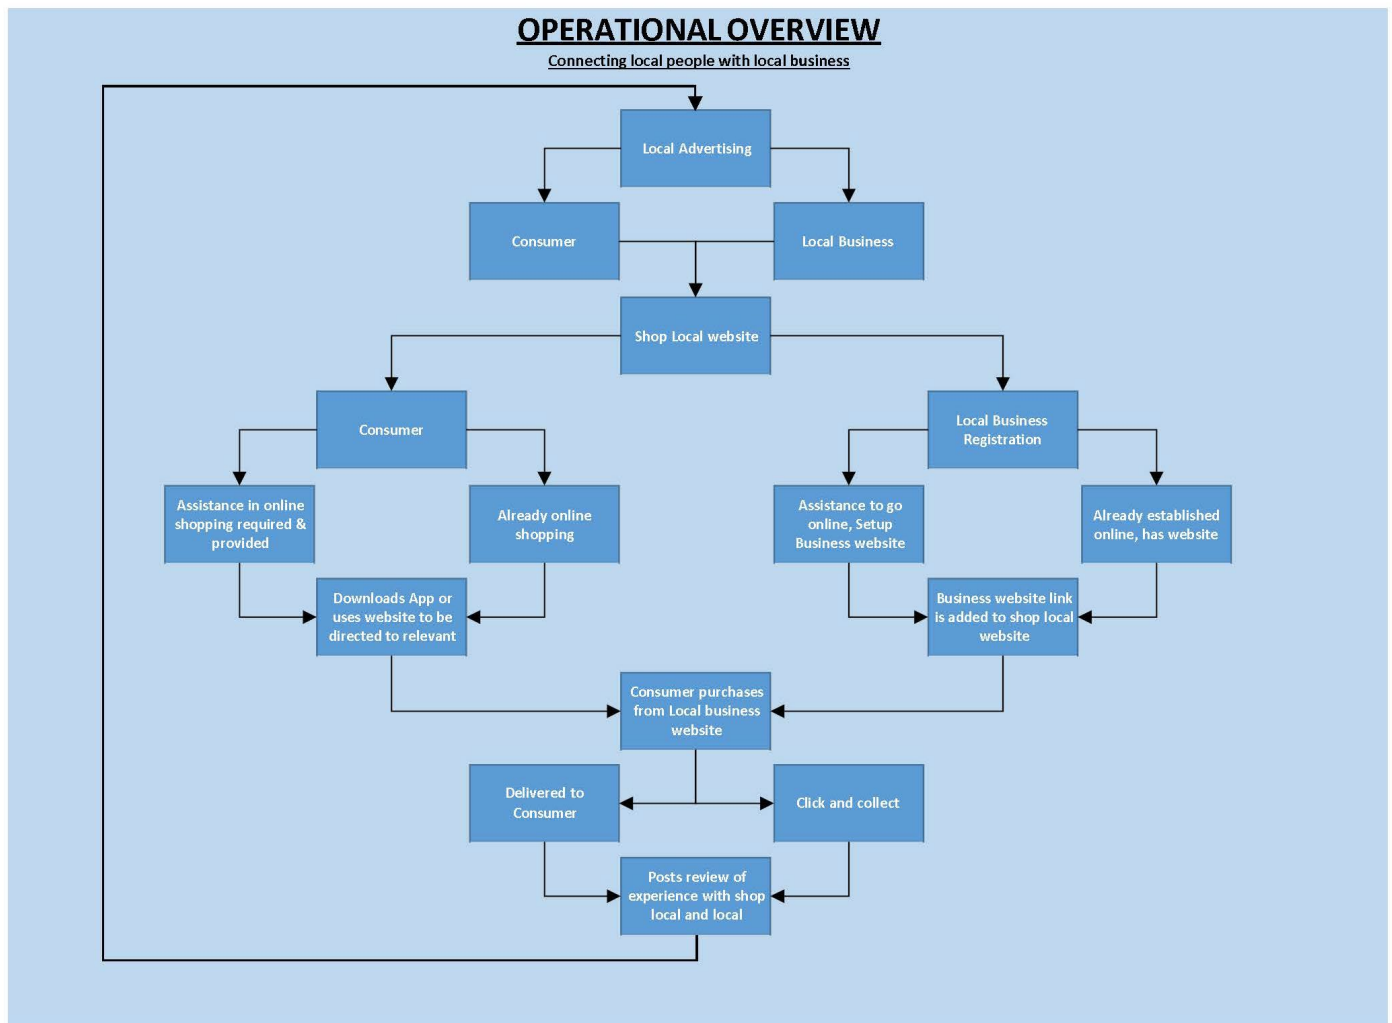 OPERATIONAL OVERVIEW
Connecting local people with local business
Local Advertising
Consumer
Local Business
Shop Local website
Consumer
Local Business
Registration
Assistance in online
shopping required &
provided
Already online
shopping
Assistance to go
online, Setup
Business website
Already established
online, has website
Downloads App or
uses website to be
directed to relevant
Business website link
is added to shop local
website
Consumer purchases
from Local business
website
Delivered to
Consumer
Click and collect
Posts review of
experience with shop
local and local